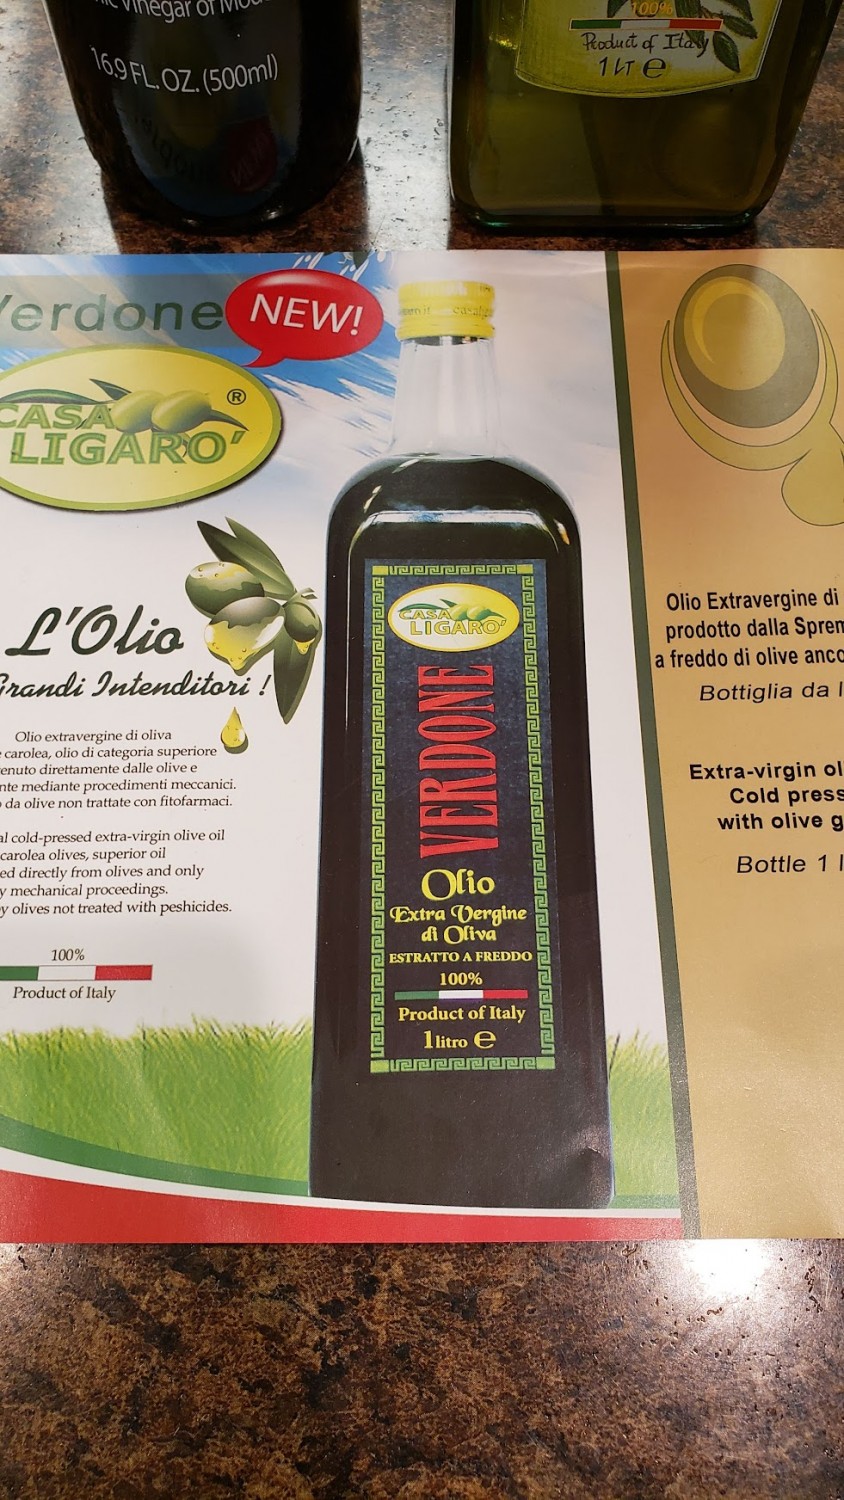 Vinegar of
16.9 FL. OZ. (500ml)
100%
Product of Italy
1 LT e
Verdone
NEW!
CASA
LIGARO'
®
L'Olio
Grandi Intenditori !
Olio extravergine di oliva
carolea, olio di categoria superiore
direttamente dalle olive e
mediante procedimenti meccanici.
da olive non trattate con fitofarmaci.
cold-pressed extra-virgin olive oil
carolea olives, superior oil
directly from olives and only
mechanical proceedings.
olives not treated with peshicides.
100%
Product of Italy
CASA
LIGARO'
VERDONE
Olio
Extra Vergine
di Oliva
ESTRATTO A FREDDO
100%
Product of Italy
1 litro e
Olio Extravergine di
prodotto dalla
a freddo di olive
Bottiglia da
Extra-virgin
Cold
with olive
Bottle 1